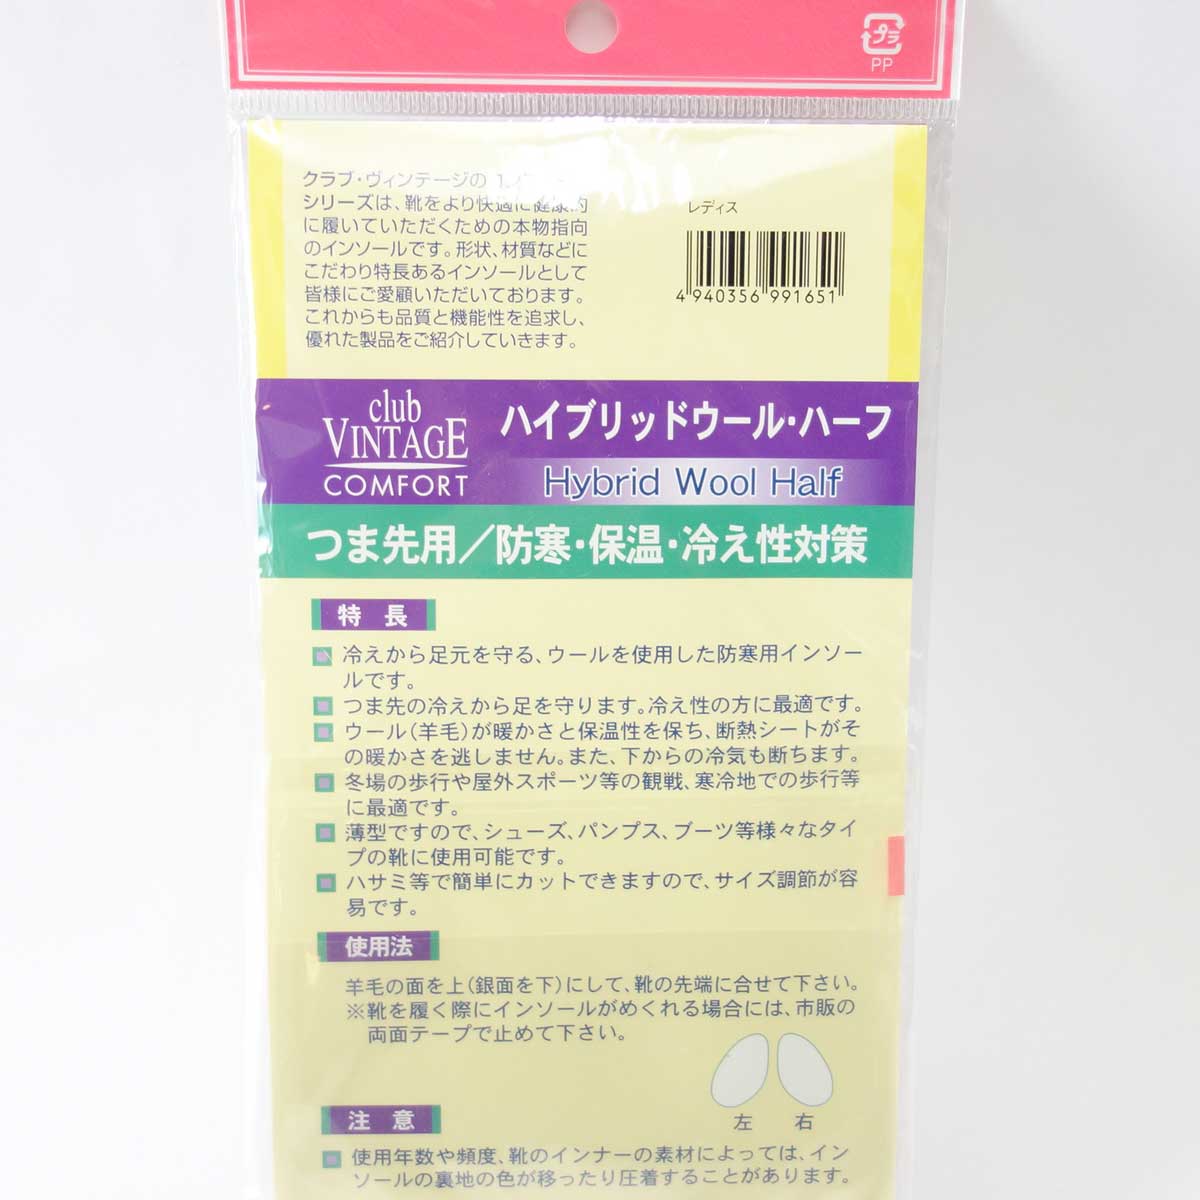 プラ
PP
クラブ・ヴィンテージの
シリーズは、靴をより快適に健康的
に履いていただくための本物指向
のインソールです。形状、材質などに
こだわり特長あるインソールとして
皆様にご愛顧いただいております。
これからも品質と機能性を追求し、
優れた製品をご紹介していきます。
レディス
4 940356 991651
club
VINTAGE
COMFORT
ハイブリッドウール・ハーフ
Hybrid Wool Half
つま先用／防寒・保温・冷え性対策
特 長
冷えから足元を守る、ウールを使用した防寒用インソー
ルです。
つま先の冷えから足を守ります。冷え性の方に最適です。
ウール（羊毛）が暖かさと保温性を保ち、断熱シートがそ
の暖かさを逃しません。また、下からの冷気も断ちます。
冬場の歩行や屋外スポーツ等の観戦、寒冷地での歩行等
に最適です。
薄型ですので、シューズ、パンプス、ブーツ等様々なタイ
プの靴に使用可能です。
ハサミ等で簡単にカットできますので、サイズ調節が容
易です。
使用法
羊毛の面を上（銀面を下）にして、靴の先端に合せて下さい。
※靴を履く際にインソールがめくれる場合には、市販の
両面テープで止めて下さい。
左 右
注 意
使用年数や頻度、靴のインナーの素材によっては、イン
ソールの裏地の色が移ったり圧着することがあります。